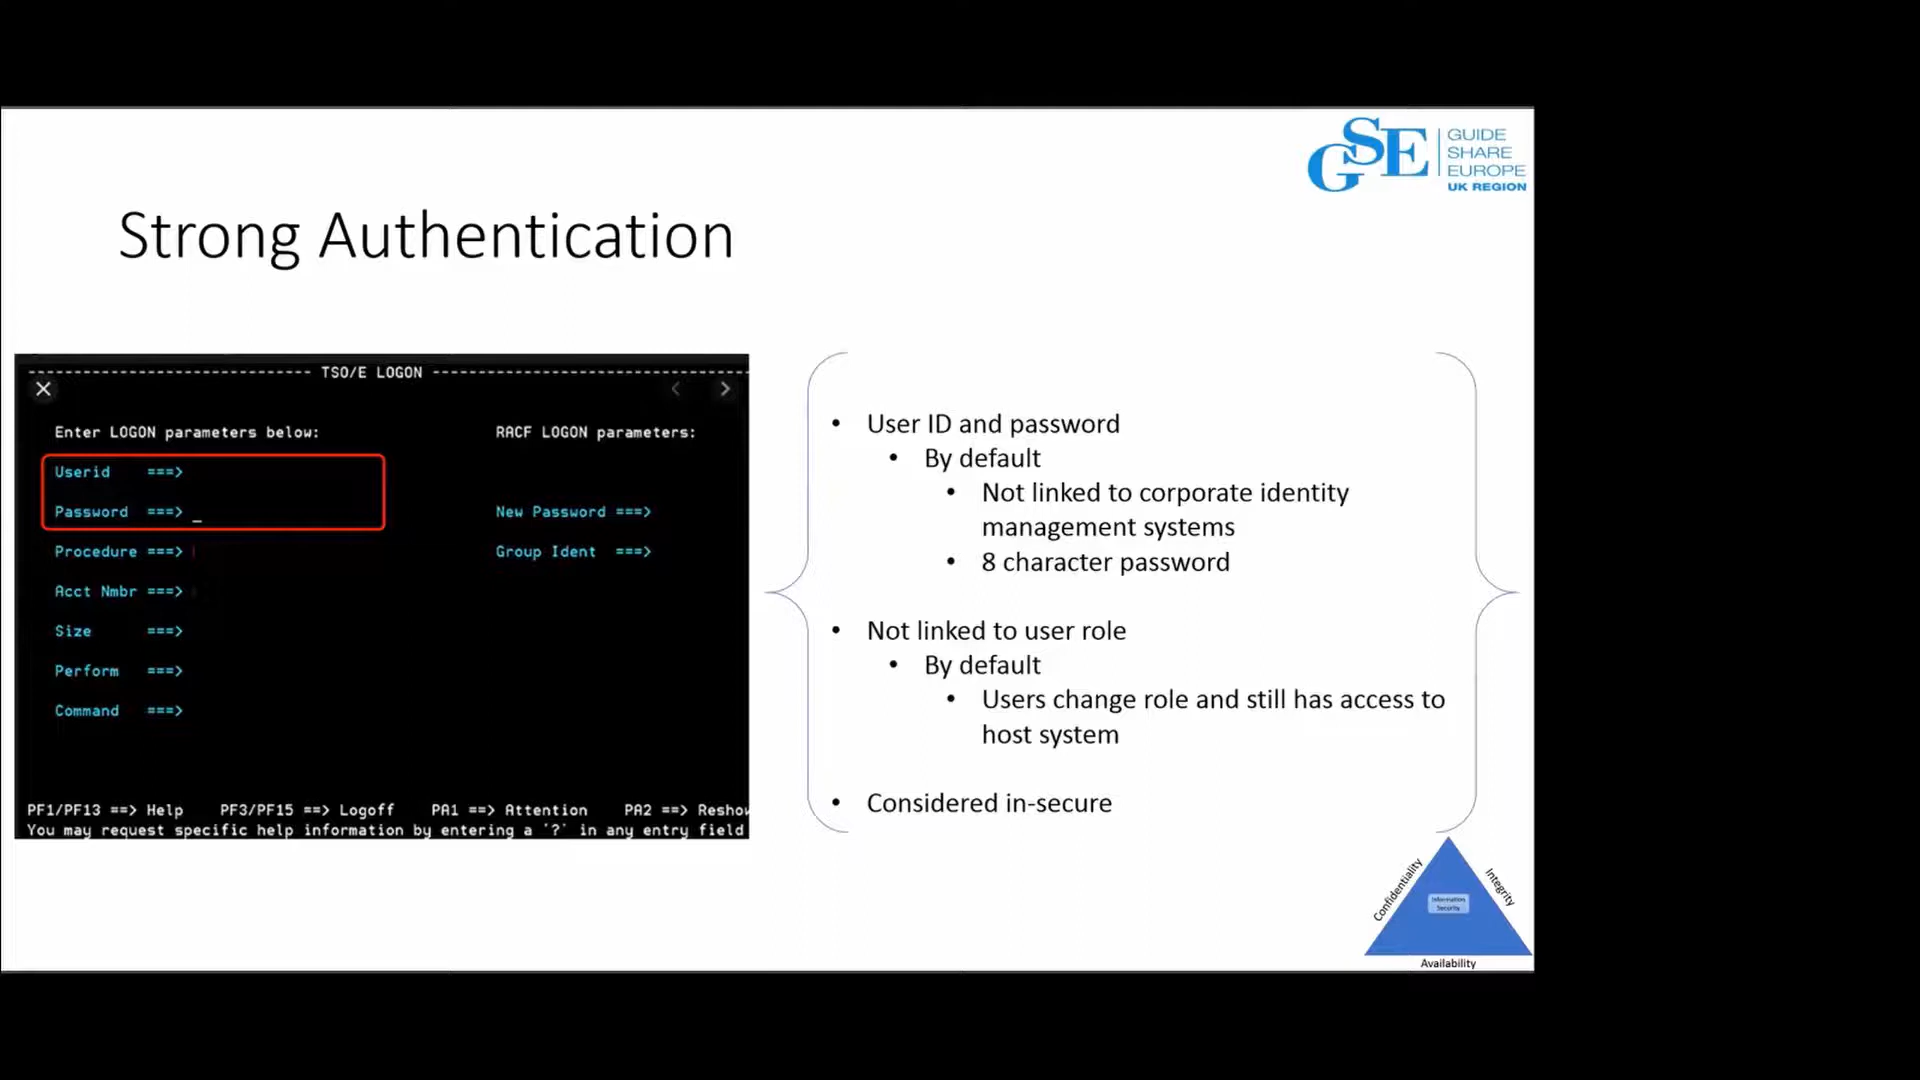 GSE
GUIDE
SHARE
EUROPE
UK REGION
Strong Authentication
------------------------------- TSO/E LOGON -----------------------------------
Enter LOGON parameters below:
RACF LOGON parameters:
Userid ===>
Password ===> _
New Password ===>
Procedure ===>
Group Ident ===>
Acct Nmbr ===>
Size ===>
Perform ===>
Command ===>
PF1/PF13 ==> Help PF3/PF15 ==> Logoff PA1 ==> Attention PA2 ==> Reshow
You may request specific help information by entering a '?' in any entry field
• User ID and password
• By default
• Not linked to corporate identity
management systems
• 8 character password
• Not linked to user role
• By default
• Users change role and still has access to
host system
• Considered in-secure
Confidentiality
Integrity
Information
Security
Availability